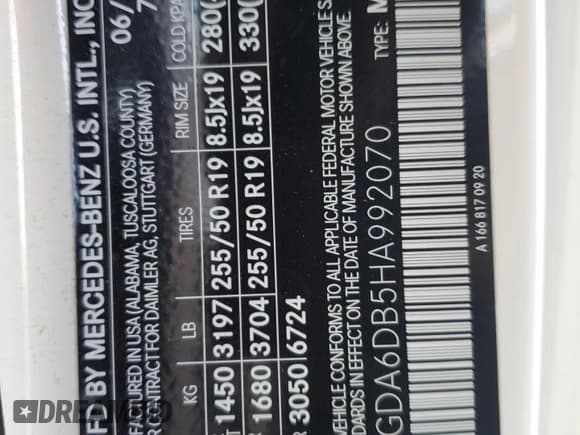 FD BY MERCEDES-BENZ U.S. INTL., INC
06/
FACTURED IN USA (ALABAMA, TUSCALOOSA COUNTY)
R CONTRACT FOR DAIMLER AG, STUTTGART (GERMANY)
KG LB TIRES RIM SIZE COLD KPA
1450 3197 255/50 R19 8.5Jx19 280(
1680 3704 255/50 R19 8.5Jx19 330(
3050 6724
VEHICLE CONFORMS TO ALL APPLICABLE FEDERAL MOTOR VEHICLE S
DARDS IN EFFECT ON THE DATE OF MANUFACTURE SHOWN ABOVE.
GDA6DB5HA992070 TYPE: M
A 166 817 09 20